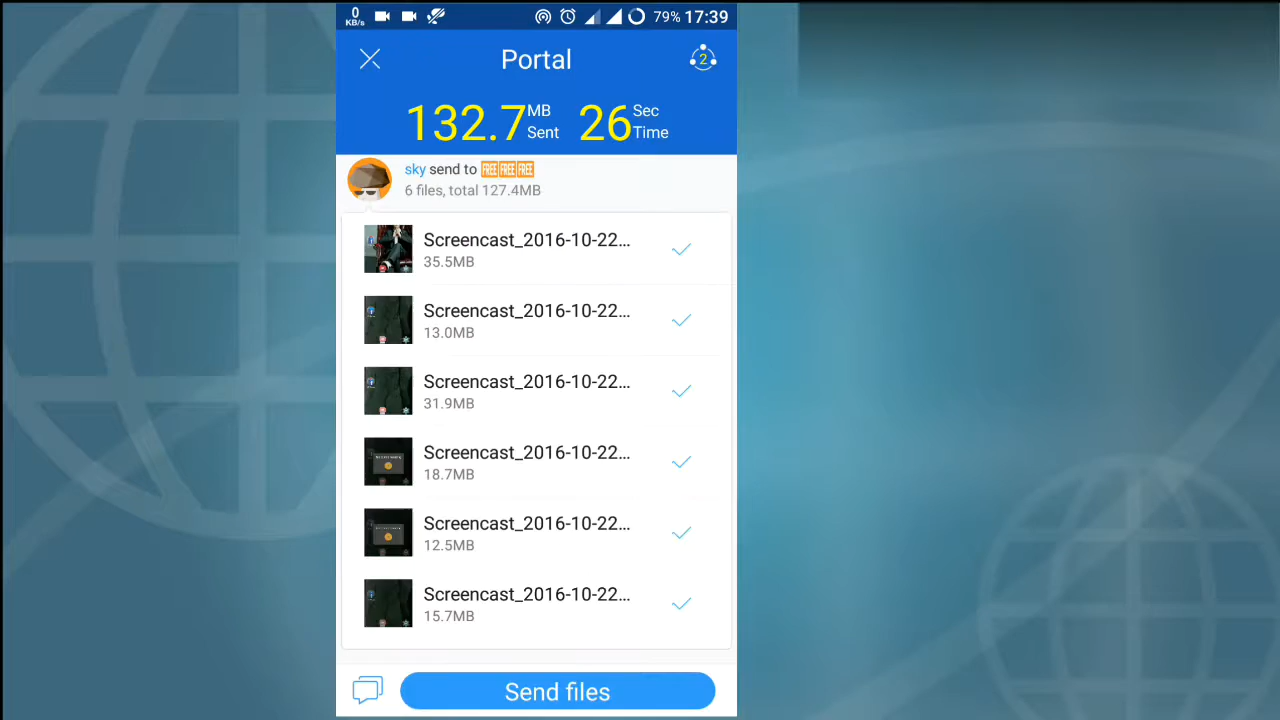 0 KB/s 79% 17:39
Portal
2
132.7 MB Sent 26 Sec Time
sky send to FREE FREE FREE
6 files, total 127.4MB
Screencast_2016-10-22...
35.5MB
Screencast_2016-10-22...
13.0MB
Screencast_2016-10-22...
31.9MB
Screencast_2016-10-22...
18.7MB
Screencast_2016-10-22...
12.5MB
Screencast_2016-10-22...
15.7MB
Send files